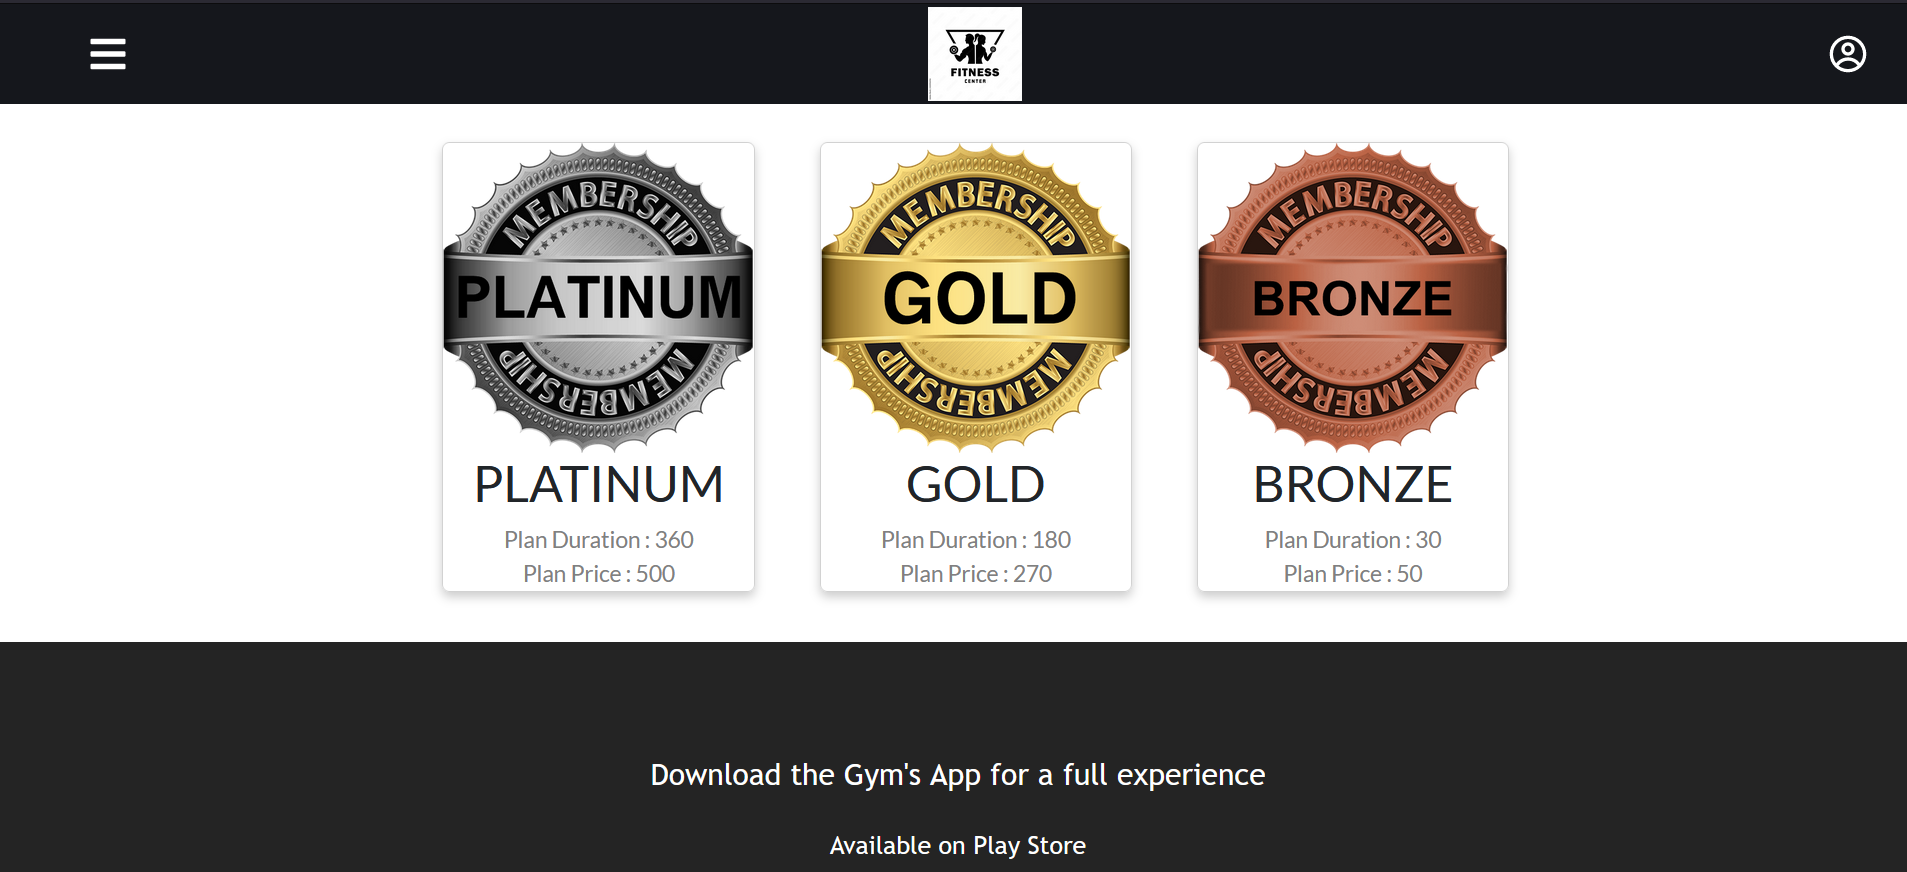 FITNESS
CENTER
MEMBERSHIP
PLATINUM
MEMBERSHIP
PLATINUM
Plan Duration : 360
Plan Price : 500
MEMBERSHIP
GOLD
MEMBERSHIP
GOLD
Plan Duration : 180
Plan Price : 270
MEMBERSHIP
BRONZE
MEMBERSHIP
BRONZE
Plan Duration : 30
Plan Price : 50
Download the Gym's App for a full experience
Available on Play Store